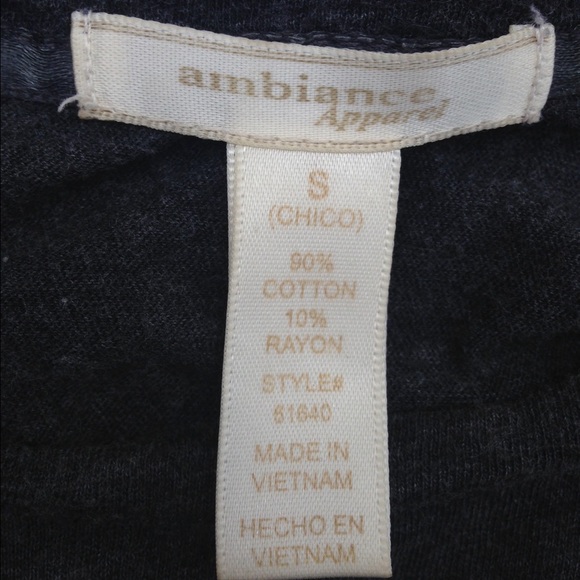 ambiance
Apparel
S
(CHICO)
90%
COTTON
10%
RAYON
STYLE#
61640
MADE IN
VIETNAM
HECHO EN
VIETNAM